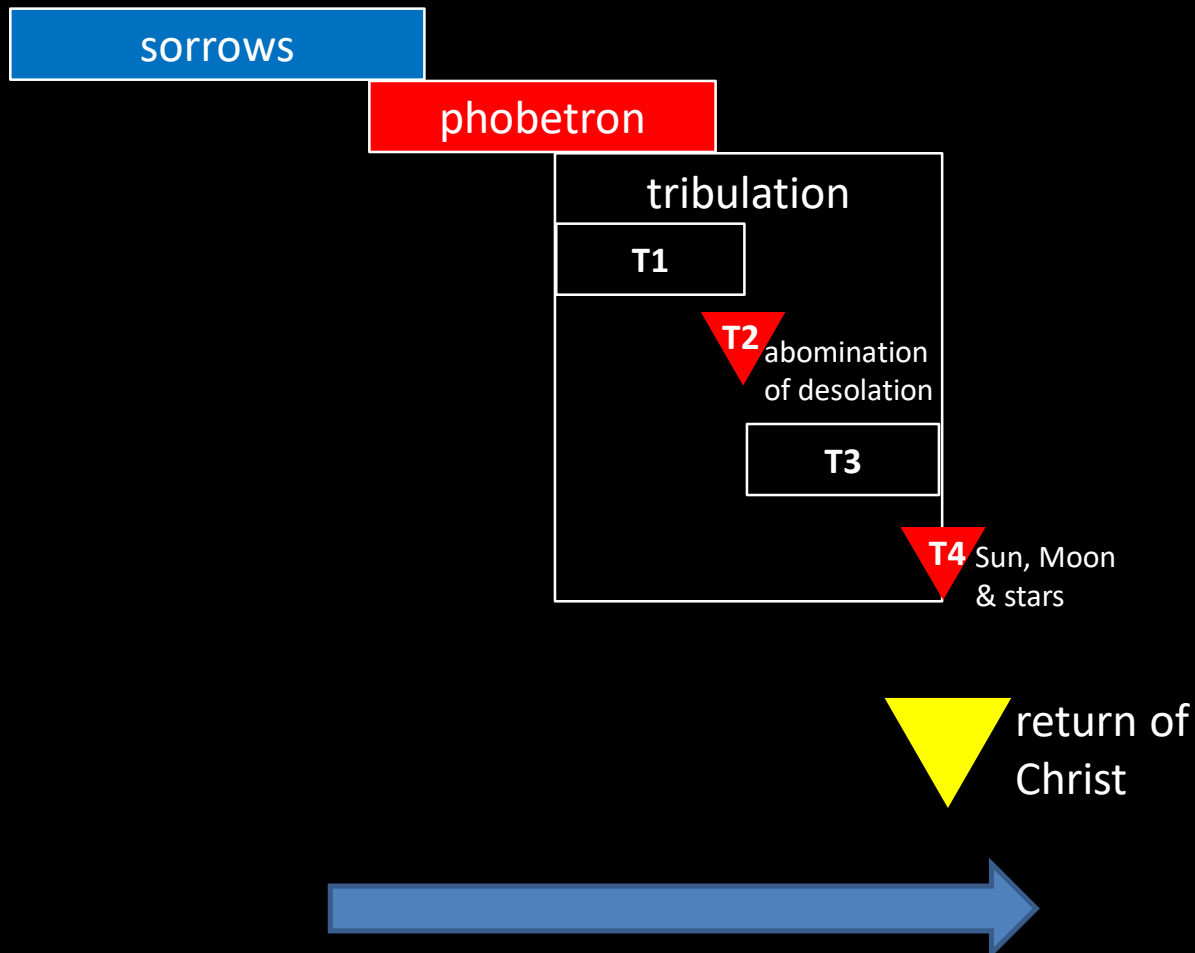 sorrows
phobetron
tribulation
T1
T2
abomination
of desolation
T3
T4
Sun, Moon
& stars
return of
Christ